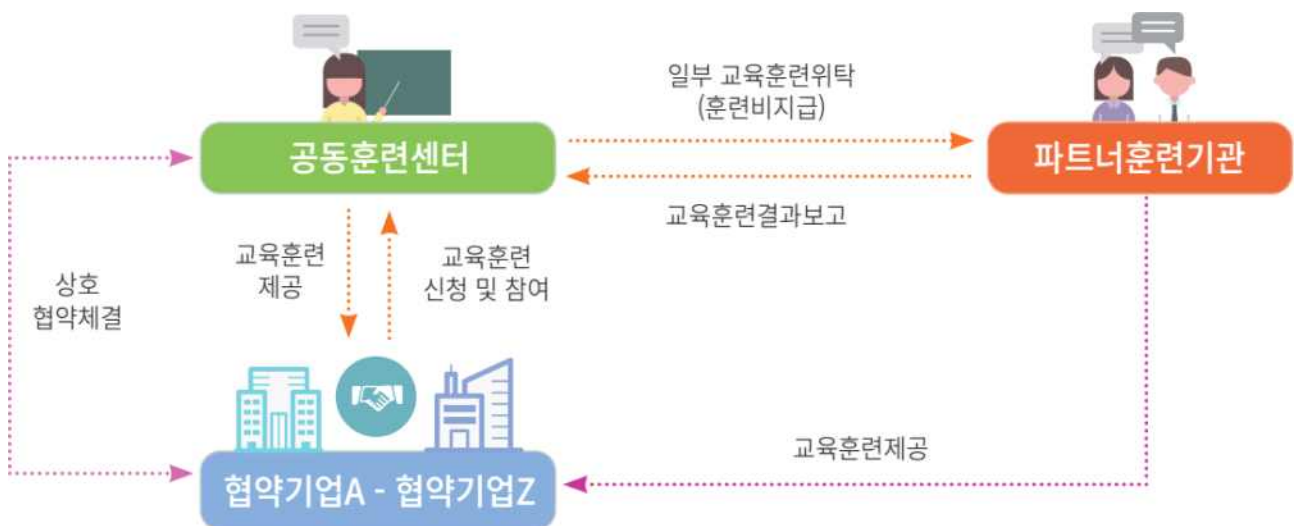 일부 교육훈련위탁
(훈련비지급)
공동훈련센터
파트너훈련기관
교육훈련결과보고
교육훈련
제공
교육훈련
신청 및 참여
상호
협약체결
교육훈련제공
협약기업A - 협약기업Z